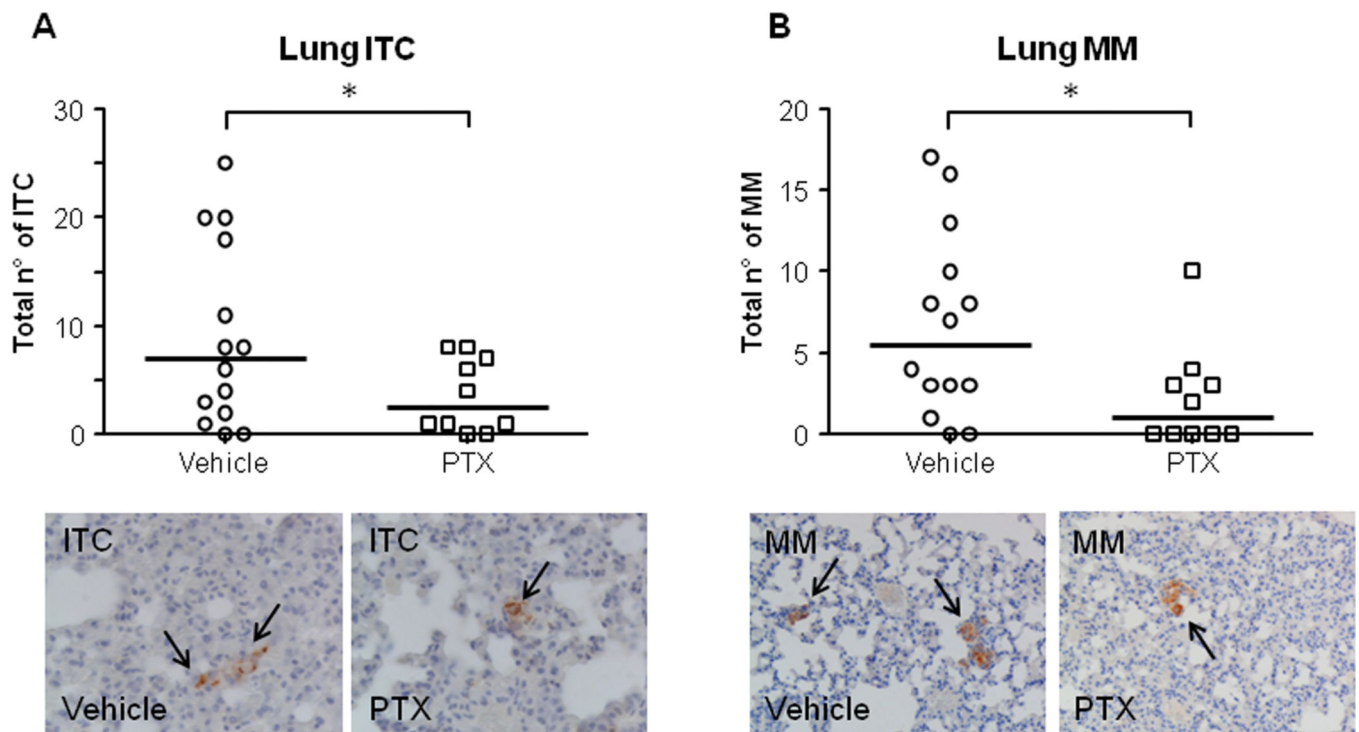 A
Lung ITC
*
Total n° of ITC
30
20
10
0
Vehicle
PTX
ITC
Vehicle
ITC
PTX
B
Lung MM
*
Total n° of MM
20
15
10
5
0
Vehicle
PTX
MM
Vehicle
MM
PTX